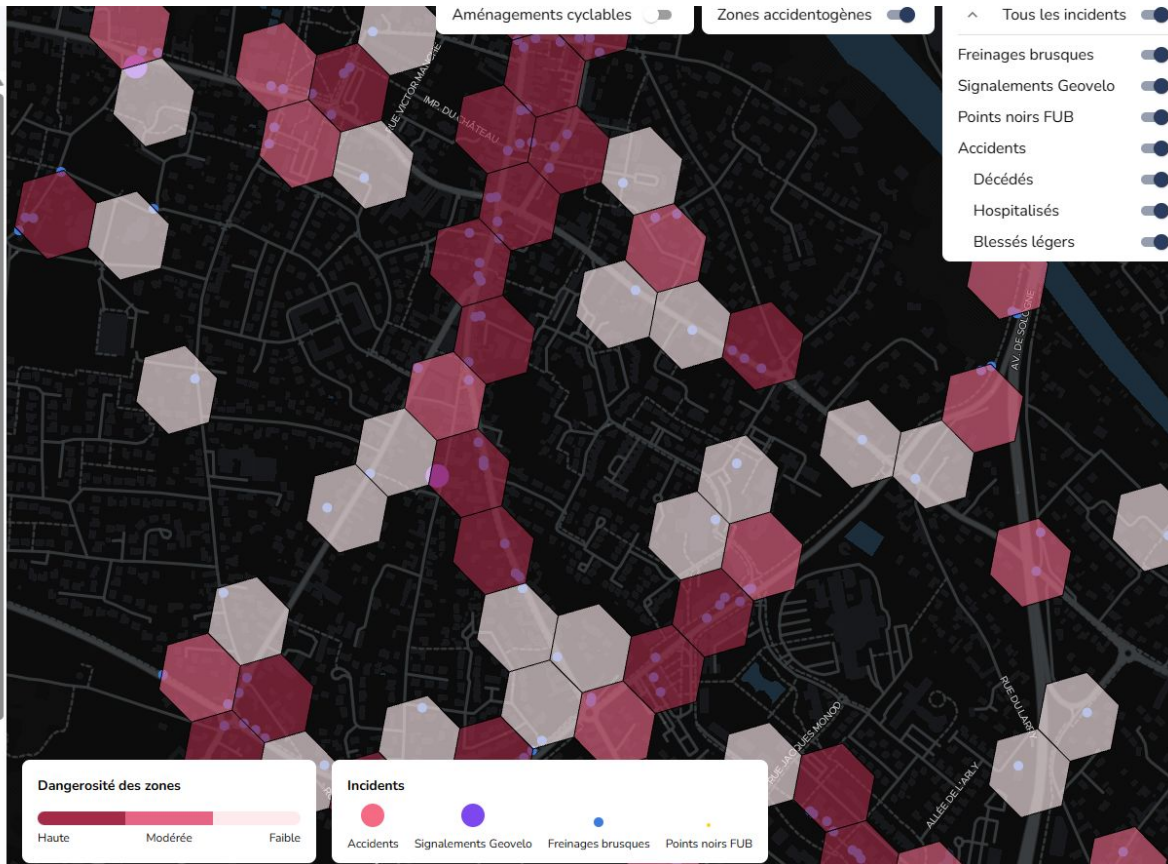 Aménagements cyclables
Zones accidentogènes
Tous les incidents
Freinages brusques
Signalements Geovelo
Points noirs FUB
Accidents
Décédés
Hospitalisés
Blessés légers
RUE VICTOR MANCHE
IMP. DU CHÂTEAU
AV. DE SOLOGNE
RUE DU LARRY
RUE JACQUES MONOD
ALLÉE DE L'ARLY
Dangerosité des zones
Haute
Modérée
Faible
Incidents
Accidents
Signalements Geovelo
Freinages brusques
Points noirs FUB